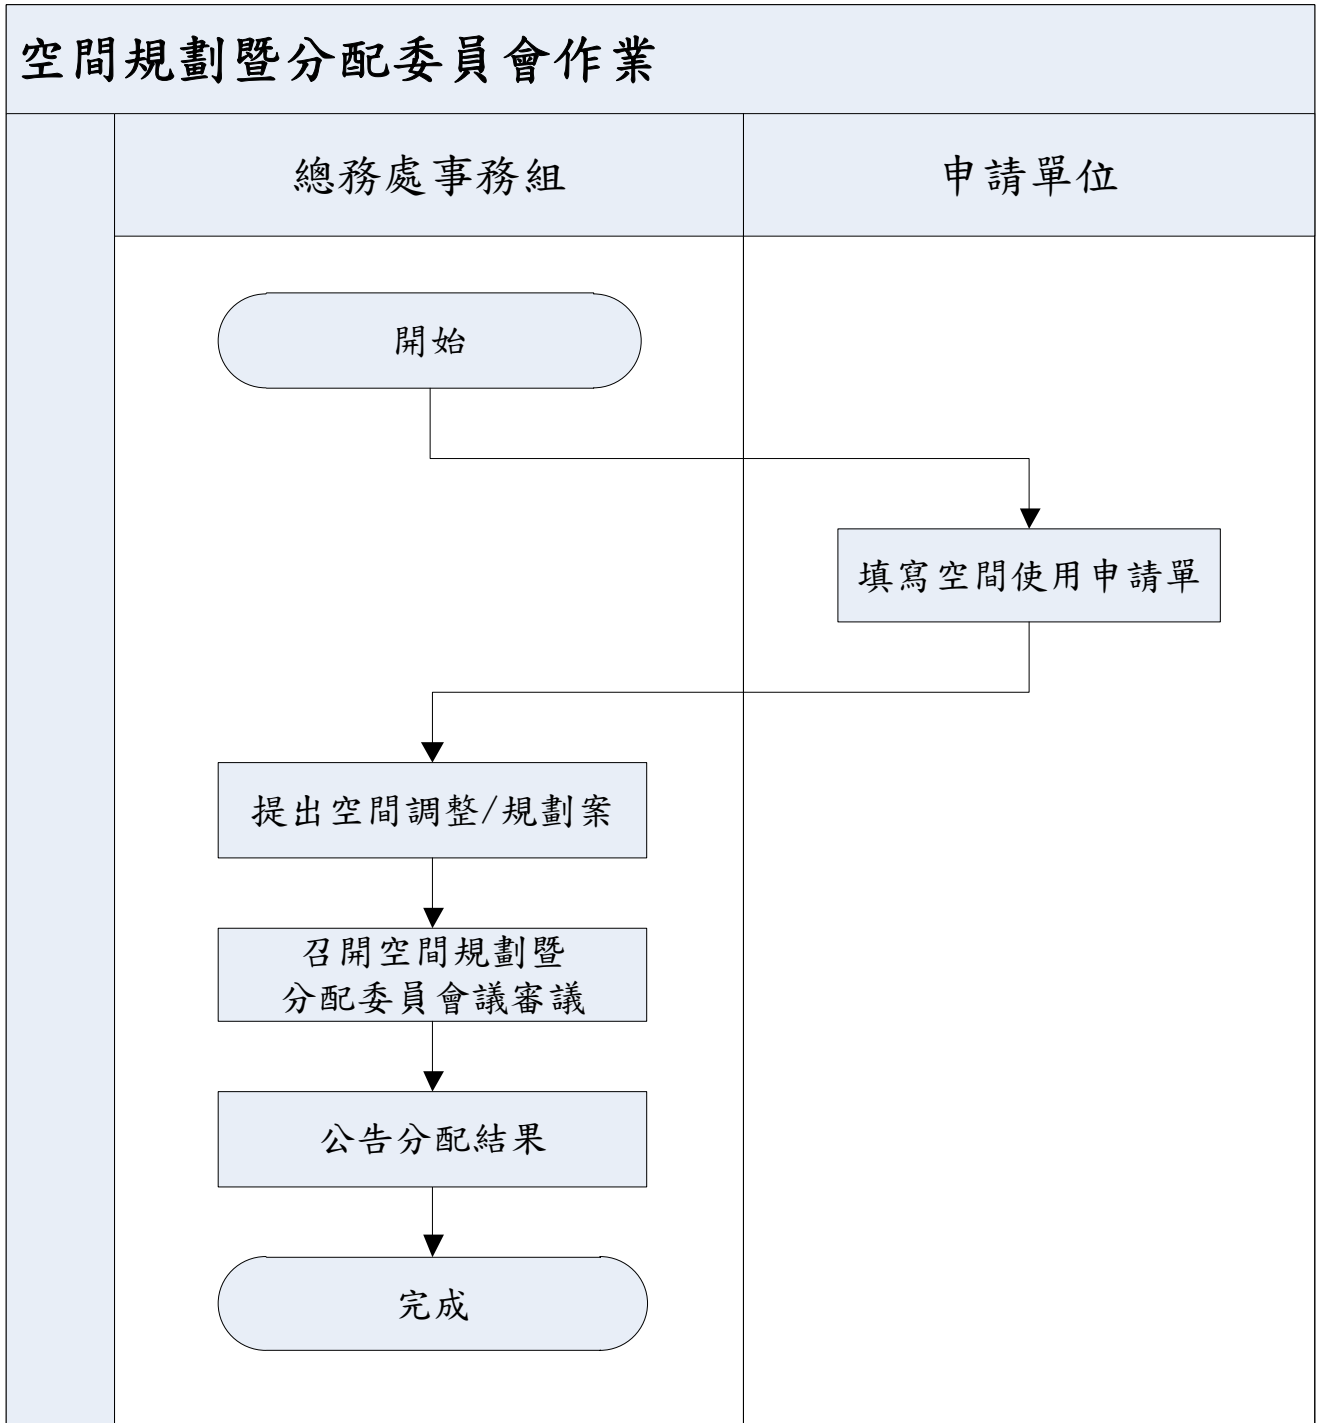 空間規劃暨分配委員會作業
總務處事務組
申請單位
開始
填寫空間使用申請單
提出空間調整/規劃案
召開空間規劃暨
分配委員會議審議
公告分配結果
完成